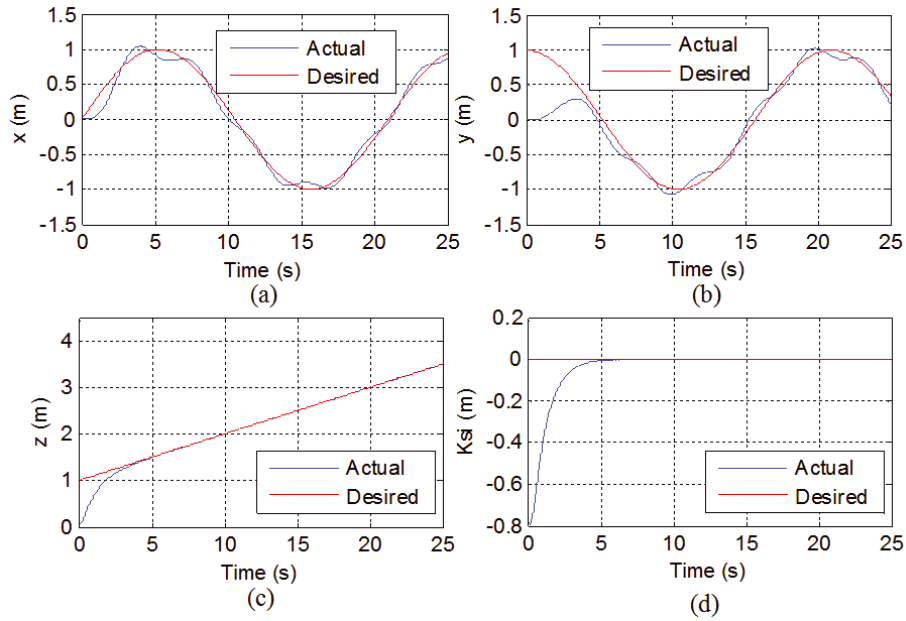 1.5
1
0.5
0
-0.5
-1
-1.5
x (m)
Actual
Desired
0 5 10 15 20 25
Time (s)
(a)
1.5
1
0.5
0
-0.5
-1
-1.5
y (m)
Actual
Desired
0 5 10 15 20 25
Time (s)
(b)
4
3
2
1
0
z (m)
Actual
Desired
0 5 10 15 20 25
Time (s)
(c)
0.2
0
-0.2
-0.4
-0.6
-0.8
Ksi (m)
Actual
Desired
0 5 10 15 20 25
Time (s)
(d)